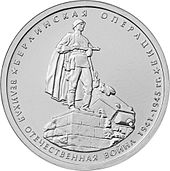 БЕРЛИНСКАЯ ОПЕРАЦИЯ
ВЕЛИКАЯ ОТЕЧЕСТВЕННАЯ ВОЙНА 1941-1945 гг.